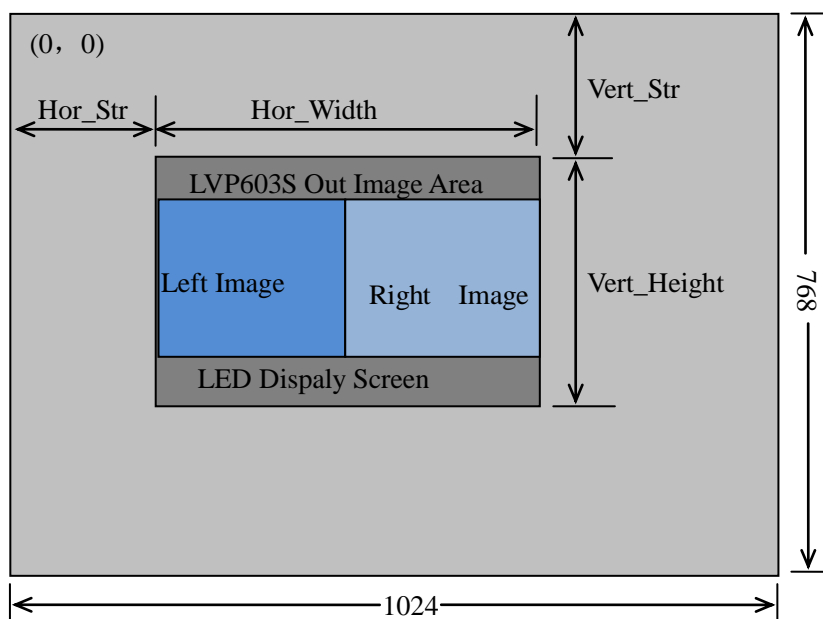 (0，0)
Vert_Str
Hor_Str
Hor_Width
LVP603S Out Image Area
Left Image
Right Image
Vert_Height
768
LED Dispaly Screen
1024